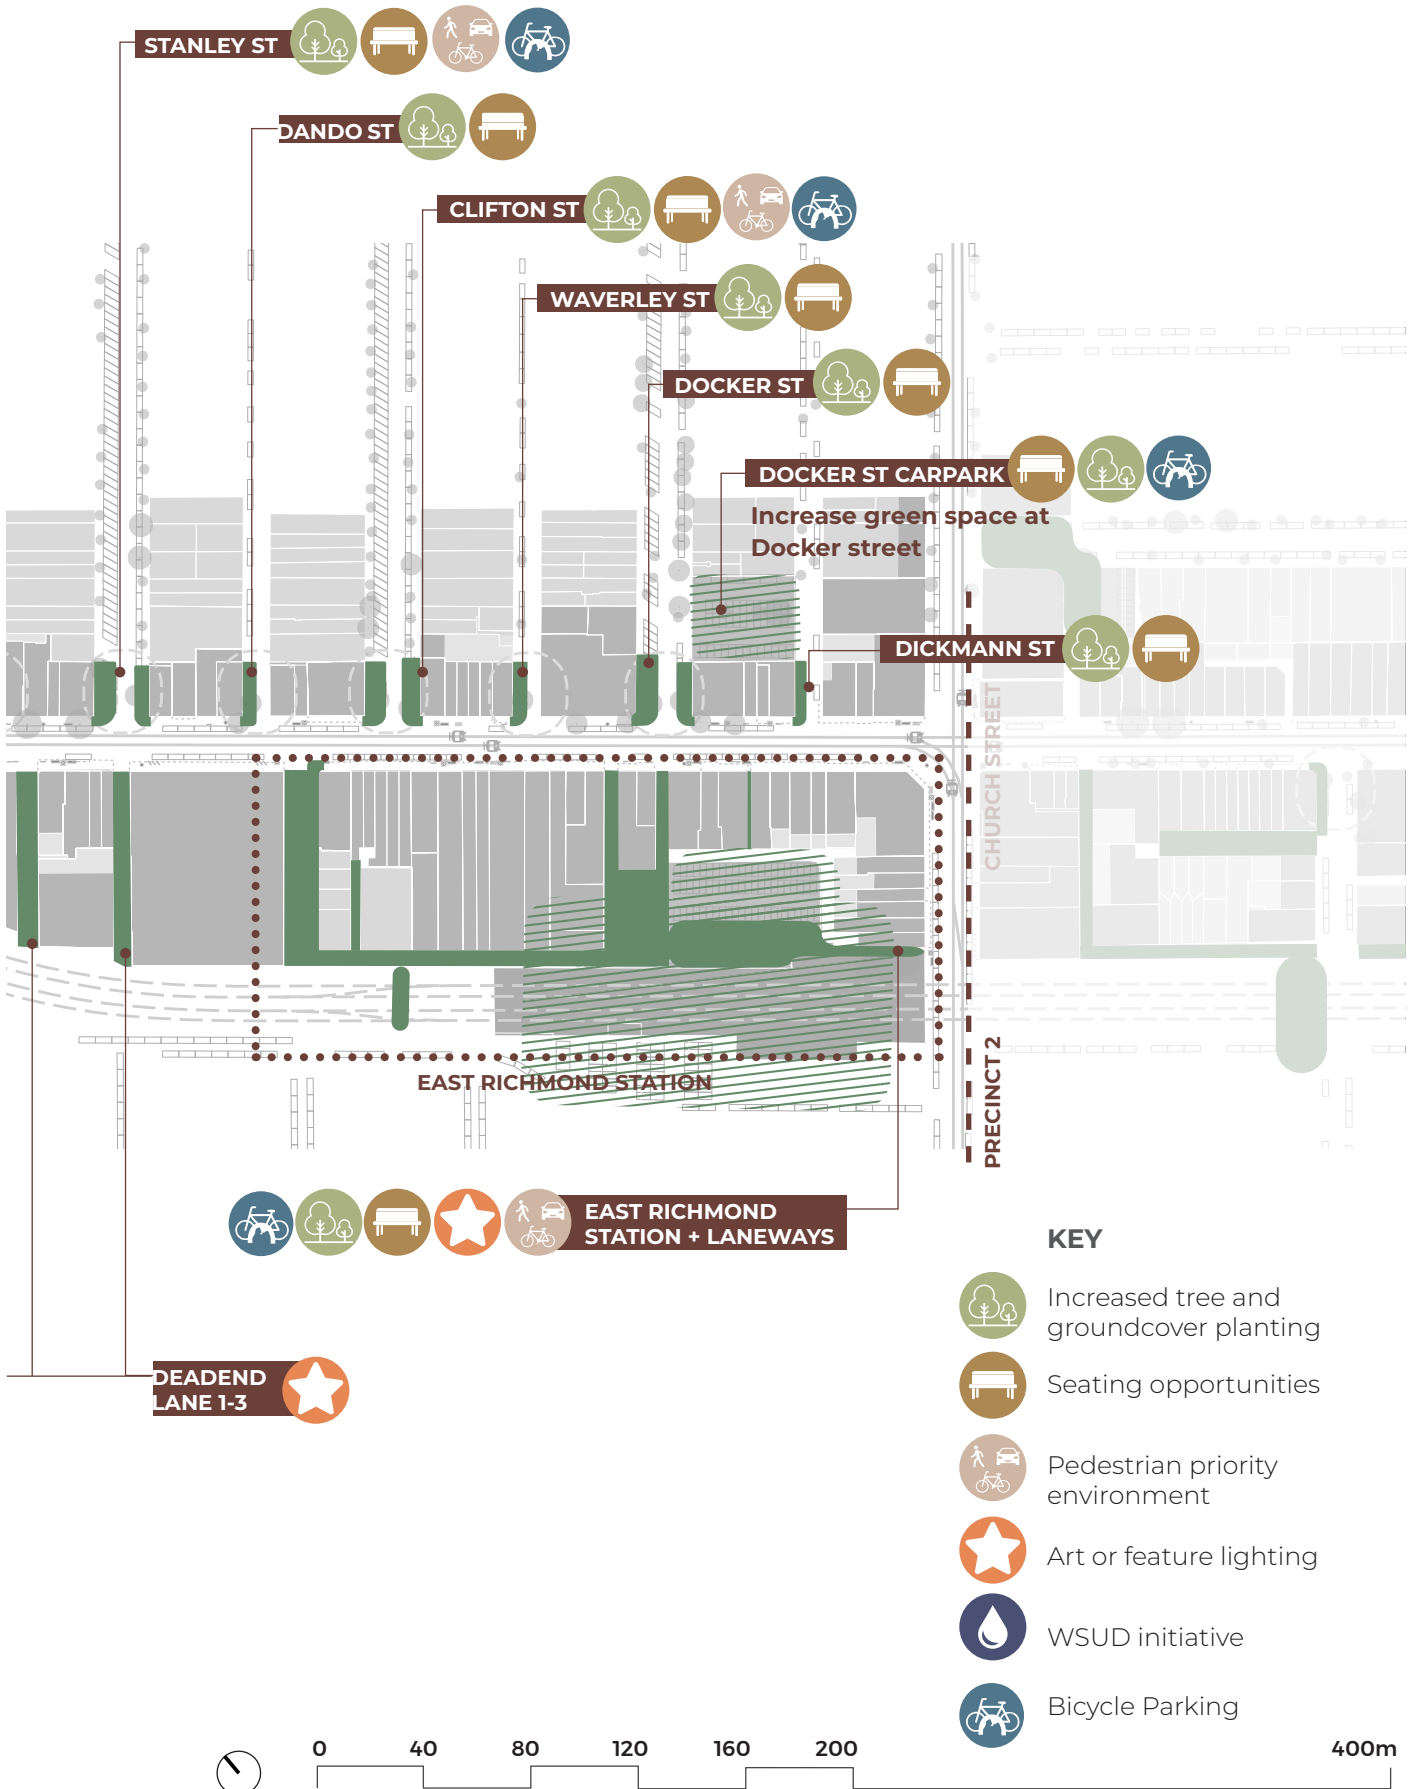 STANLEY ST
DANDO ST
CLIFTON ST
WAVERLEY ST
DOCKER ST
DOCKER ST CARPARK
Increase green space at
Docker street
DICKMANN ST
CHURCH STREET
EAST RICHMOND STATION
PRECINCT 2
EAST RICHMOND
STATION + LANEWAYS
DEADEND
LANE 1-3
KEY
Increased tree and
groundcover planting
Seating opportunities
Pedestrian priority
environment
Art or feature lighting
WSUD initiative
Bicycle Parking
0 40 80 120 160 200 400m